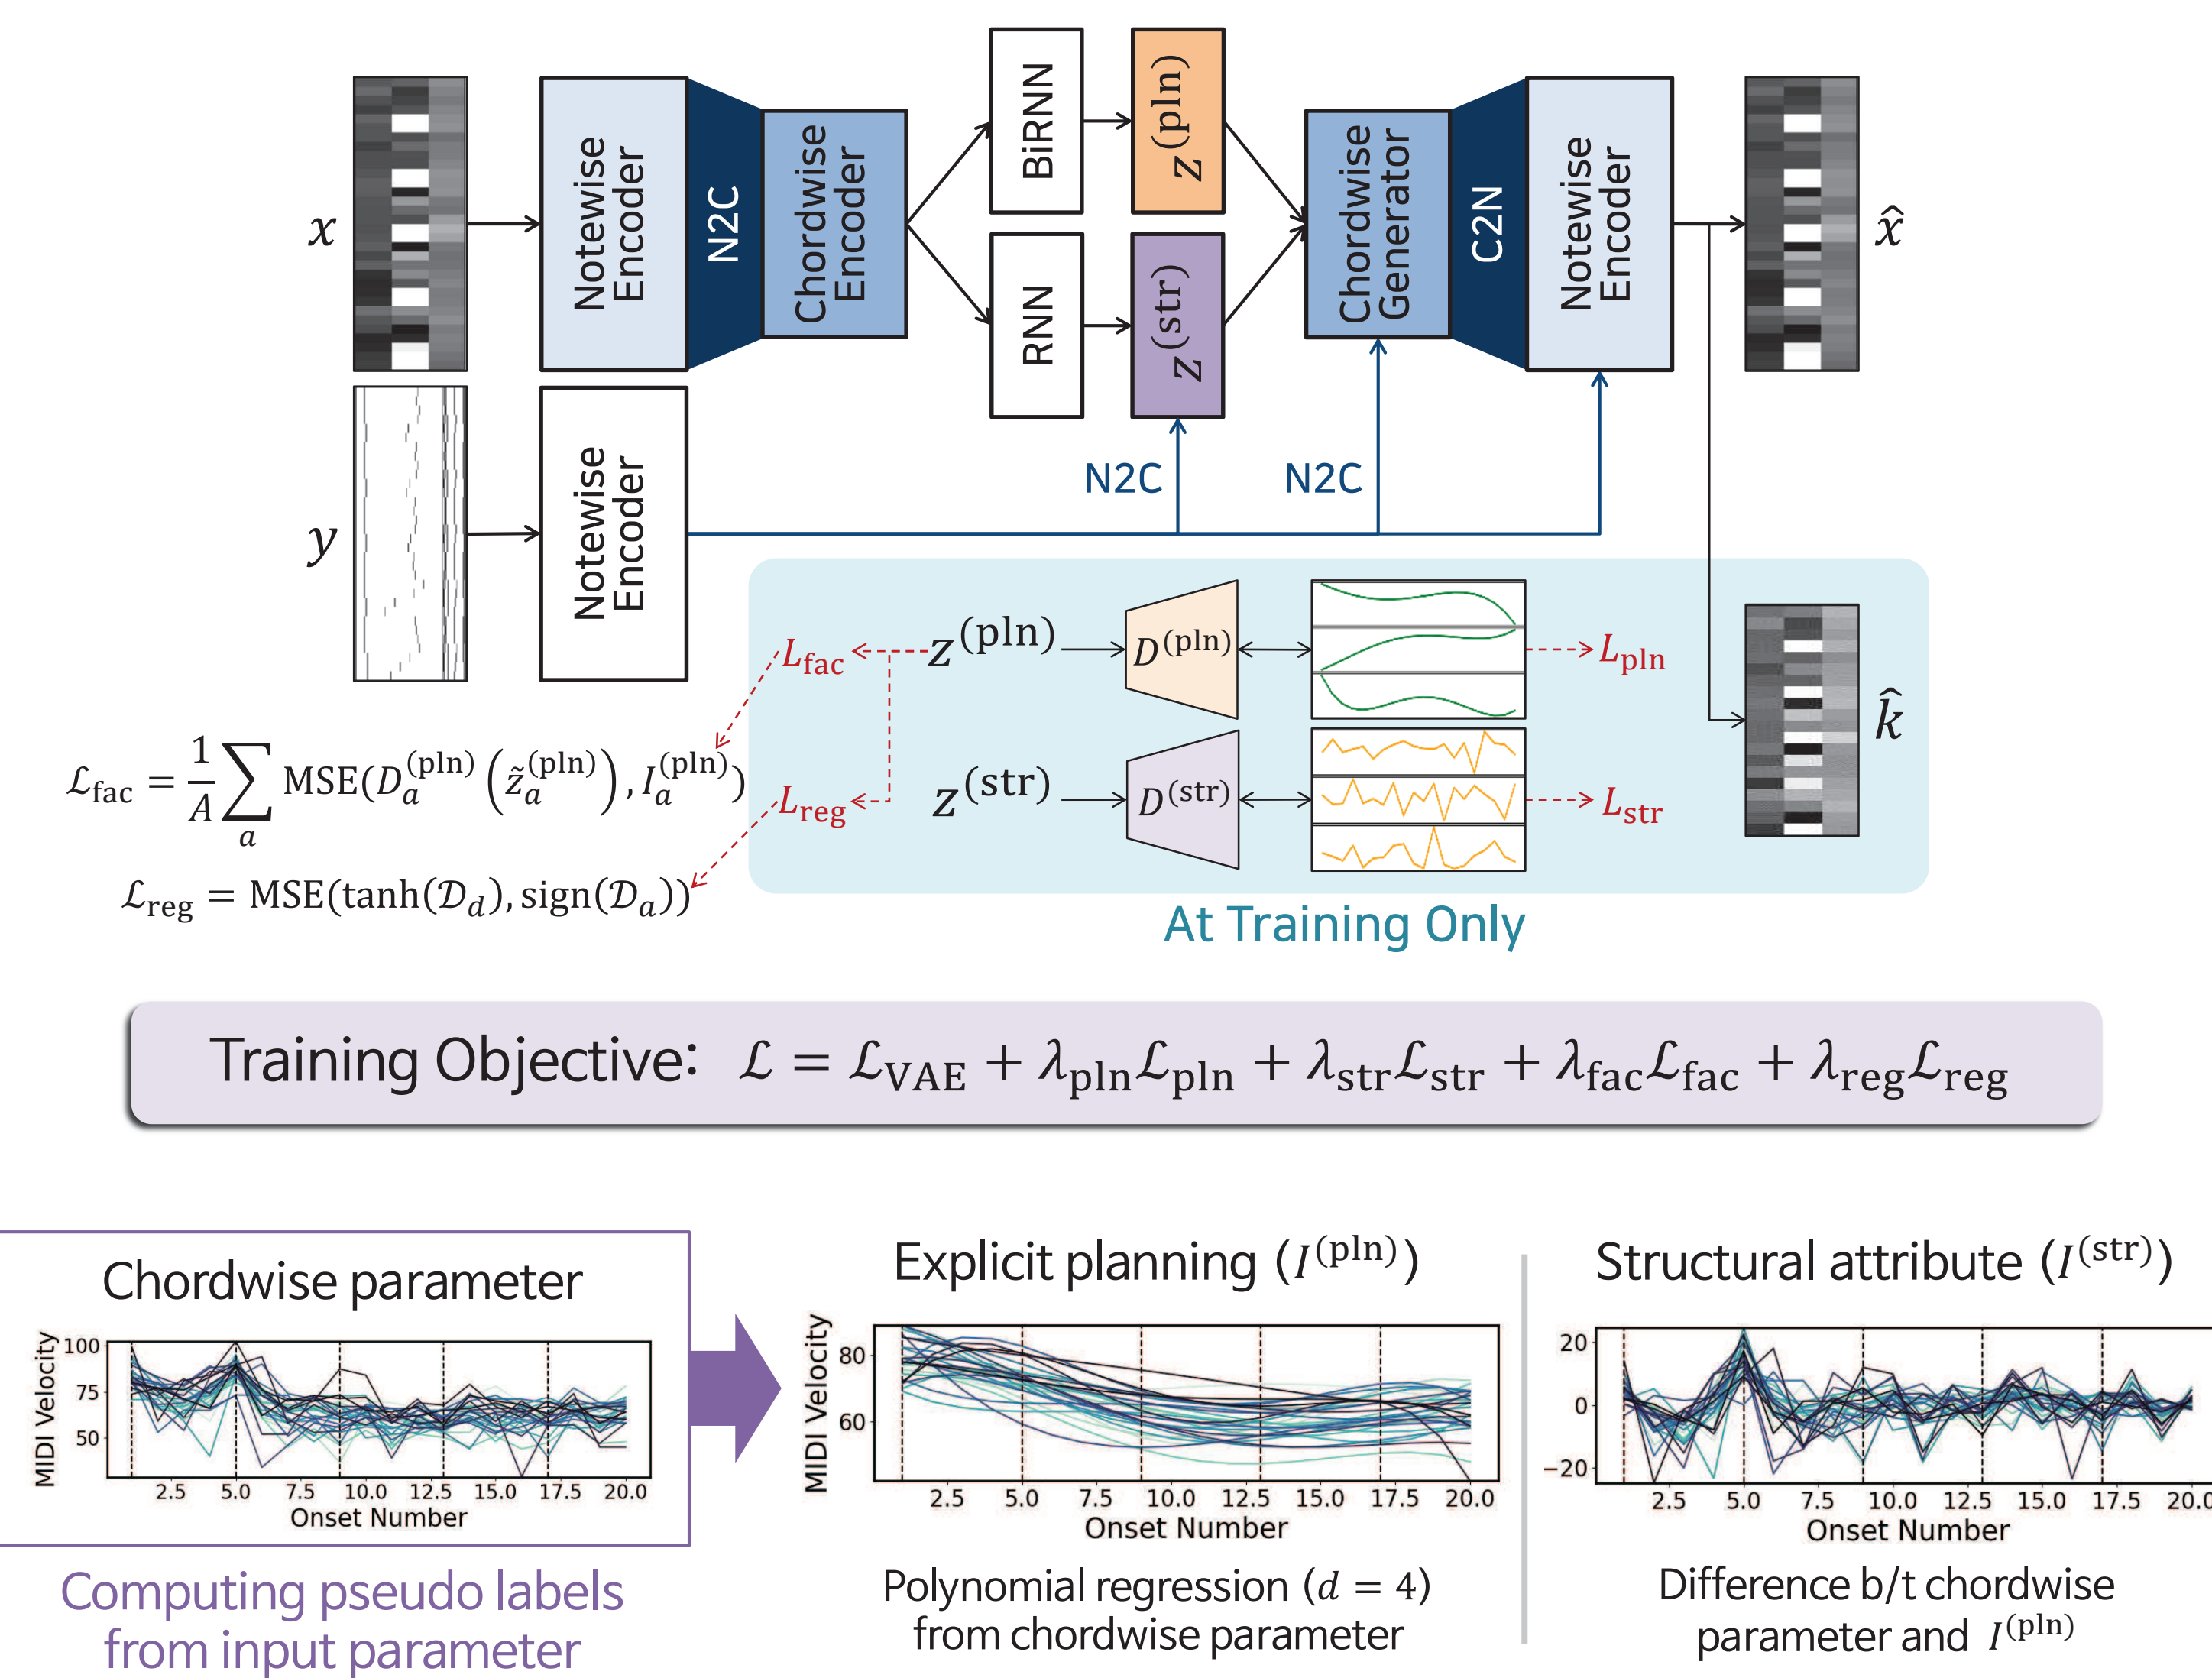 x
Notewise
Encoder
N2C
Chordwise
Encoder
BiRNN
z^(pln)
RNN
z^(str)
Chordwise
Generator
C2N
Notewise
Encoder
x̂
y
Notewise
Encoder
N2C
N2C
L_fac
z^(pln)
D^(pln)
L_pln
k̂
ℒ_fac = 1/A ∑_a MSE(D_a^(pln) (z̃_a^(pln)), I_a^(pln))
L_reg
z^(str)
D^(str)
L_str
ℒ_reg = MSE(tanh(𝒟_d), sign(𝒟_a))
At Training Only
Training Objective: ℒ = ℒ_VAE + λ_pln ℒ_pln + λ_str ℒ_str + λ_fac ℒ_fac + λ_reg ℒ_reg
Chordwise parameter
MIDI Velocity
100
75
50
2.5 5.0 7.5 10.0 12.5 15.0 17.5 20.0
Onset Number
Computing pseudo labels
from input parameter
Explicit planning (I^(pln))
MIDI Velocity
80
60
2.5 5.0 7.5 10.0 12.5 15.0 17.5 20.0
Onset Number
Polynomial regression (d = 4)
from chordwise parameter
Structural attribute (I^(str))
20
0
−20
2.5 5.0 7.5 10.0 12.5 15.0 17.5 20.0
Onset Number
Difference b/t chordwise
parameter and I^(pln)